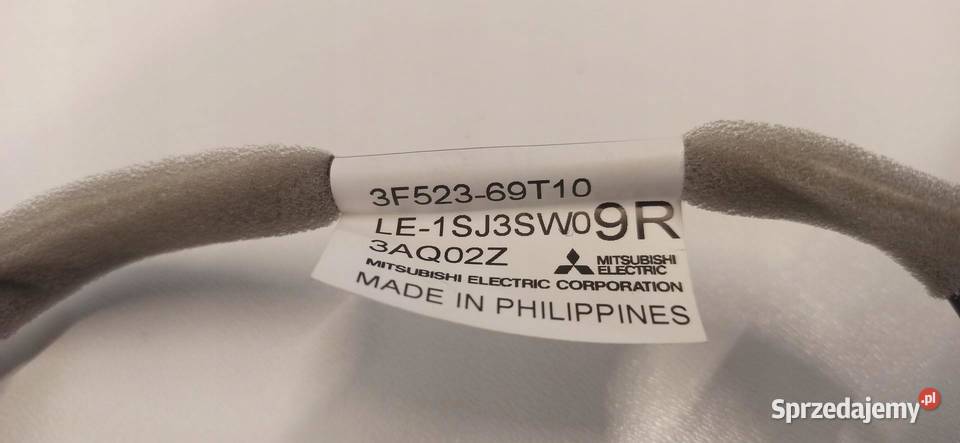 3F523-69T10
LE-1SJ3SW09R
3AQ02Z
MITSUBISHI
ELECTRIC
MITSUBISHI ELECTRIC CORPORATION
MADE IN PHILIPPINES
Sprzedajemy.pl